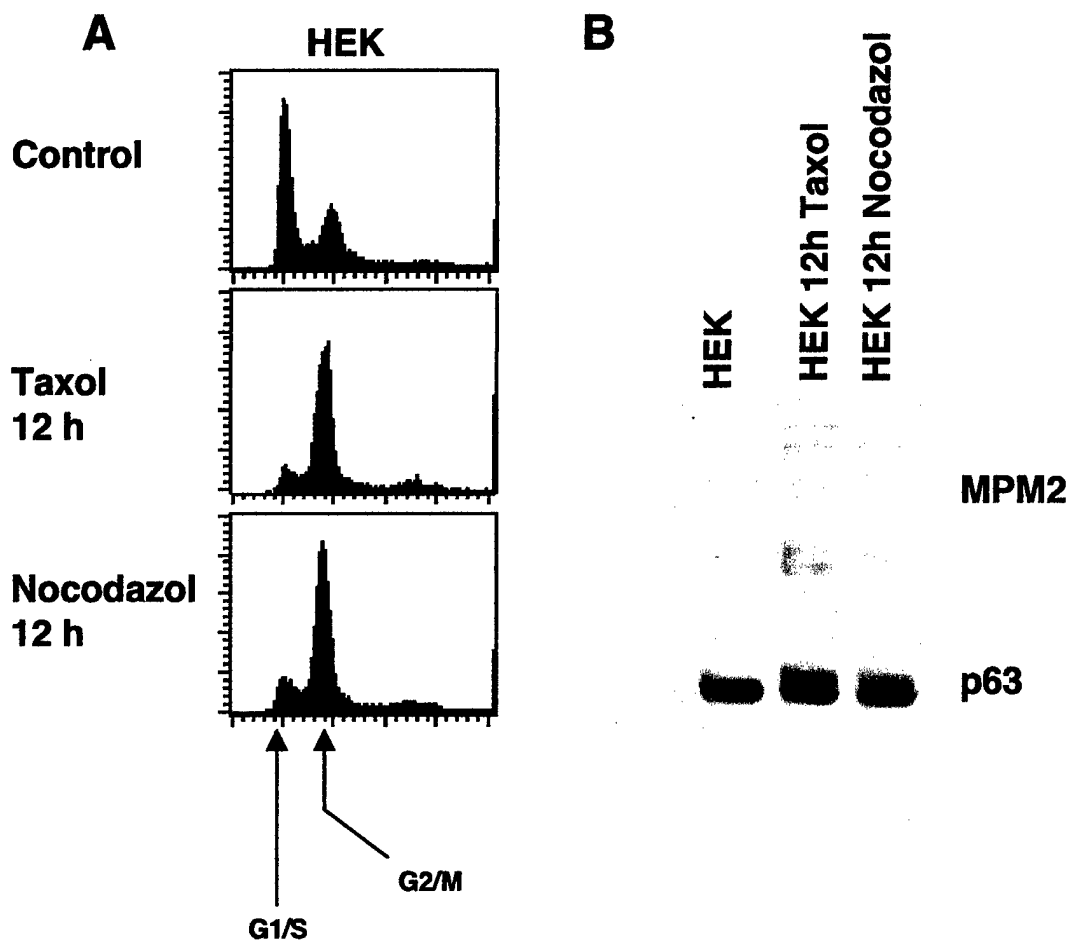 A
HEK
Control
Taxol
12 h
Nocodazol
12 h
G1/S
G2/M
B
HEK
HEK 12h Taxol
HEK 12h Nocodazol
MPM2
p63